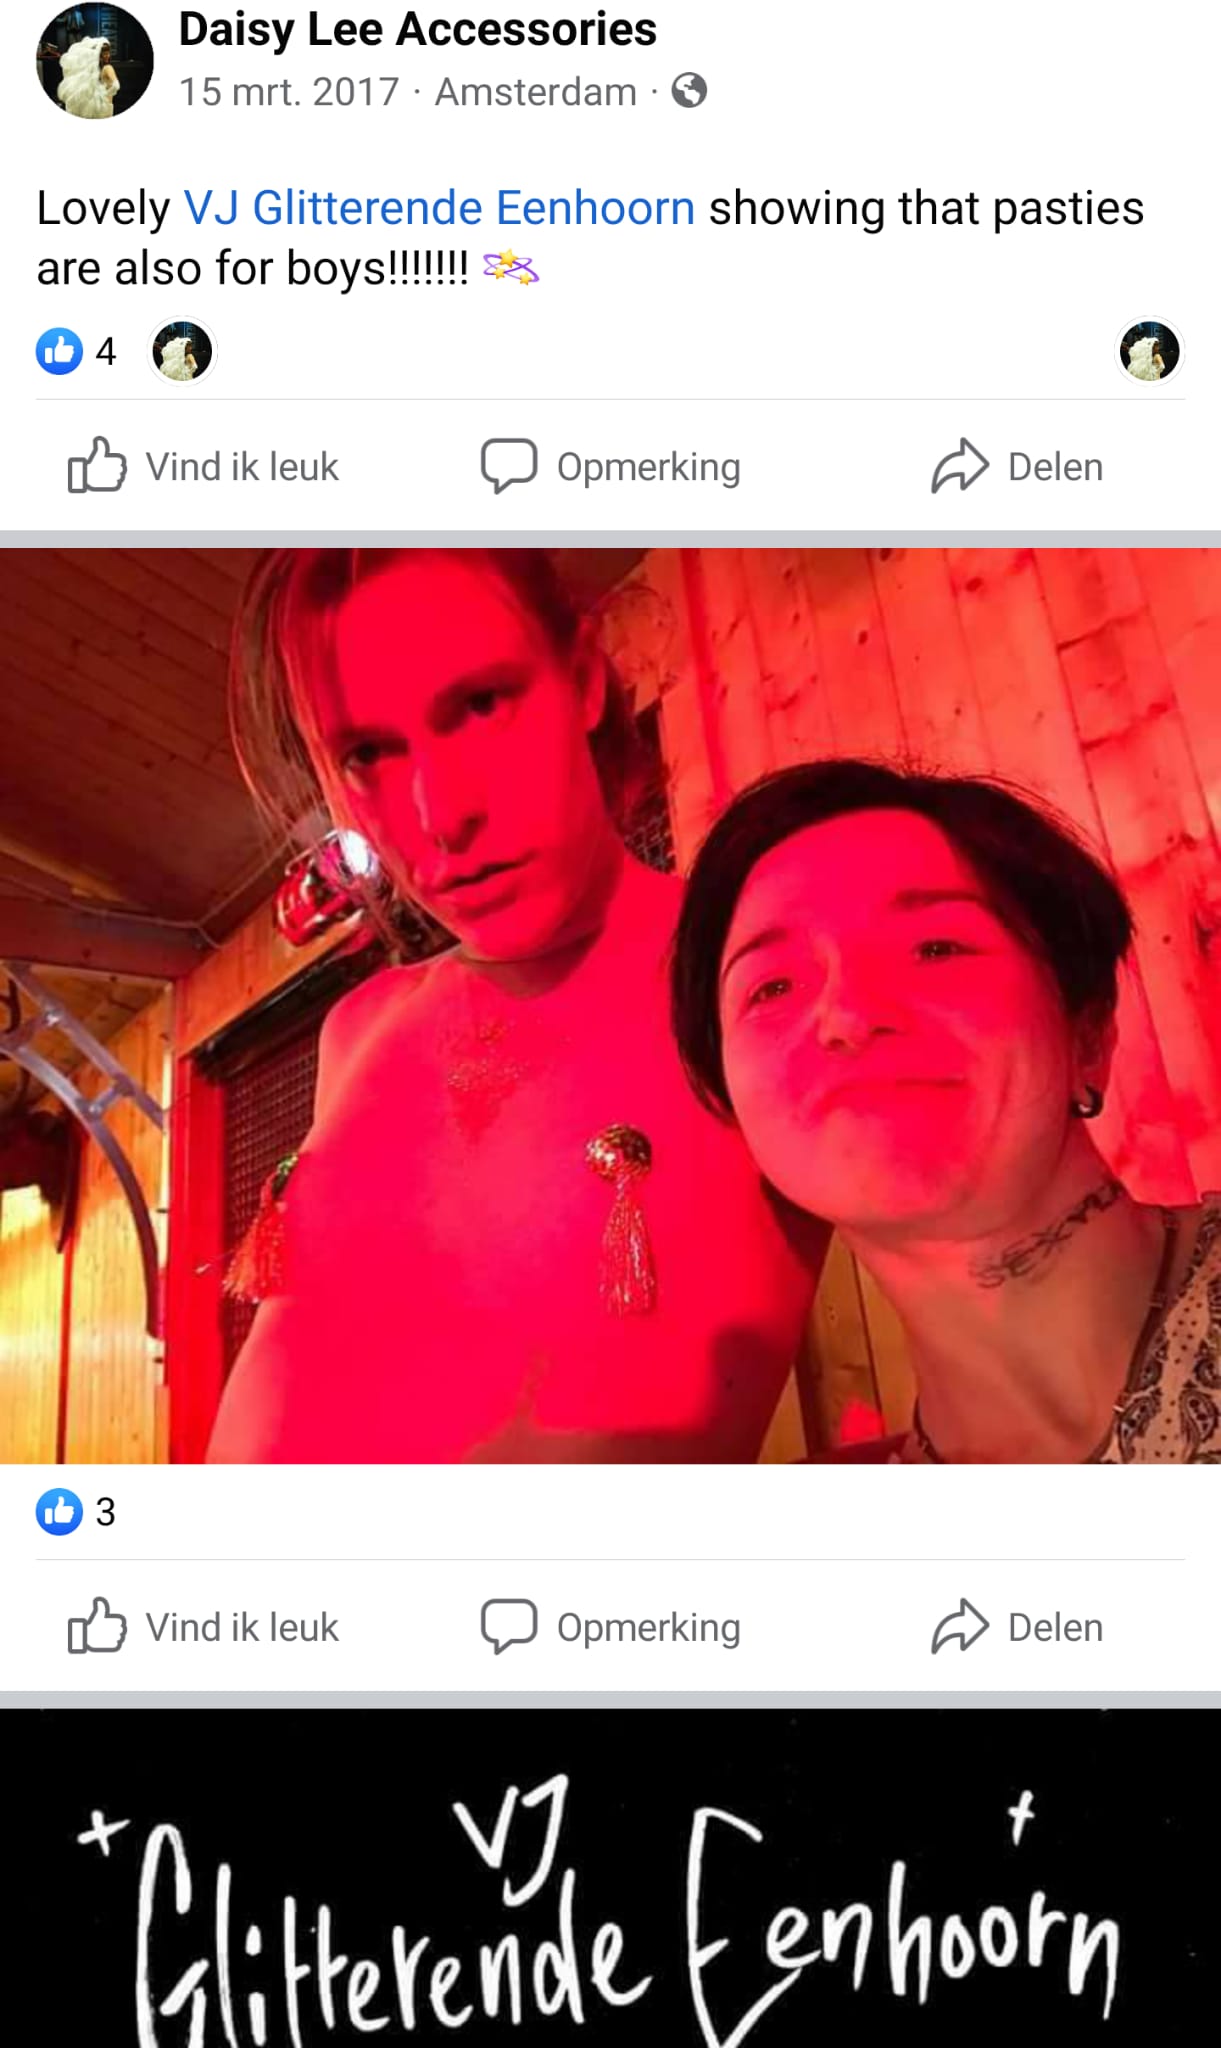 Daisy Lee Accessories
15 mrt. 2017 · Amsterdam ·
Lovely VJ Glitterende Eenhoorn showing that pasties
are also for boys!!!!!!!
4
Vind ik leuk Opmerking Delen
3
Vind ik leuk Opmerking Delen
VJ
Glitterende Eenhoorn